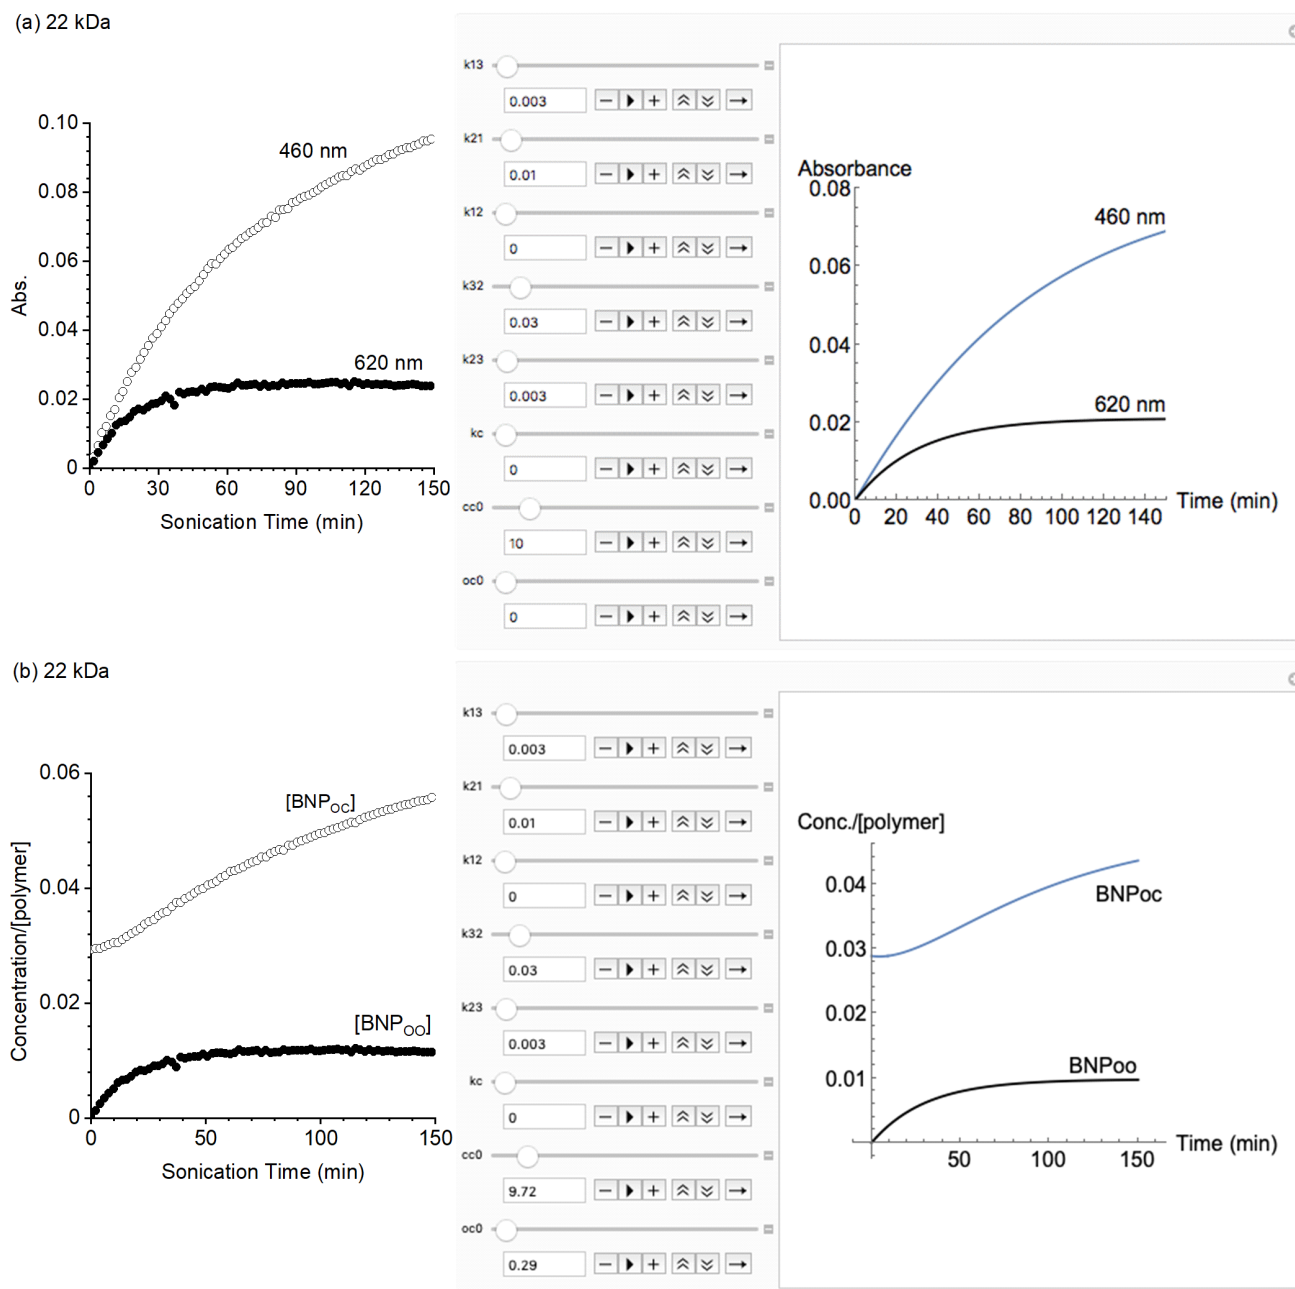 (a) 22 kDa
0.10
0.08
0.06
0.04
0.02
0
Abs.
460 nm
620 nm
0 30 60 90 120 150
Sonication Time (min)
k13
0.003
k21
0.01
k12
0
k32
0.03
k23
0.003
kc
0
cc0
10
oc0
0
Absorbance
0.08
0.06
0.04
0.02
0.00
460 nm
620 nm
0 20 40 60 80 100 120 140
Time (min)
(b) 22 kDa
0.06
0.04
0.02
0
Concentration/[polymer]
[BNPOC]
[BNPOO]
0 50 100 150
Sonication Time (min)
k13
0.003
k21
0.01
k12
0
k32
0.03
k23
0.003
kc
0
cc0
9.72
oc0
0.29
Conc./[polymer]
0.04
0.03
0.02
0.01
BNPoc
BNPoo
50 100 150
Time (min)